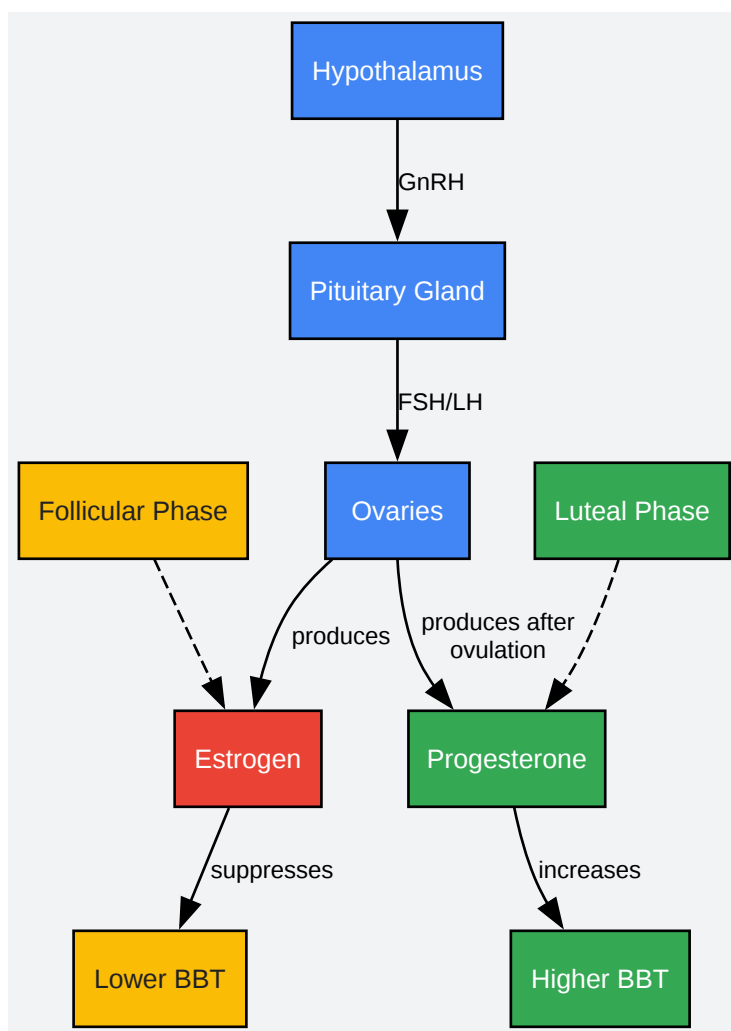 Hypothalamus
GnRH
Pituitary Gland
FSH/LH
Follicular Phase
Ovaries
Luteal Phase
produces
produces after
ovulation
Estrogen
Progesterone
suppresses
increases
Lower BBT
Higher BBT